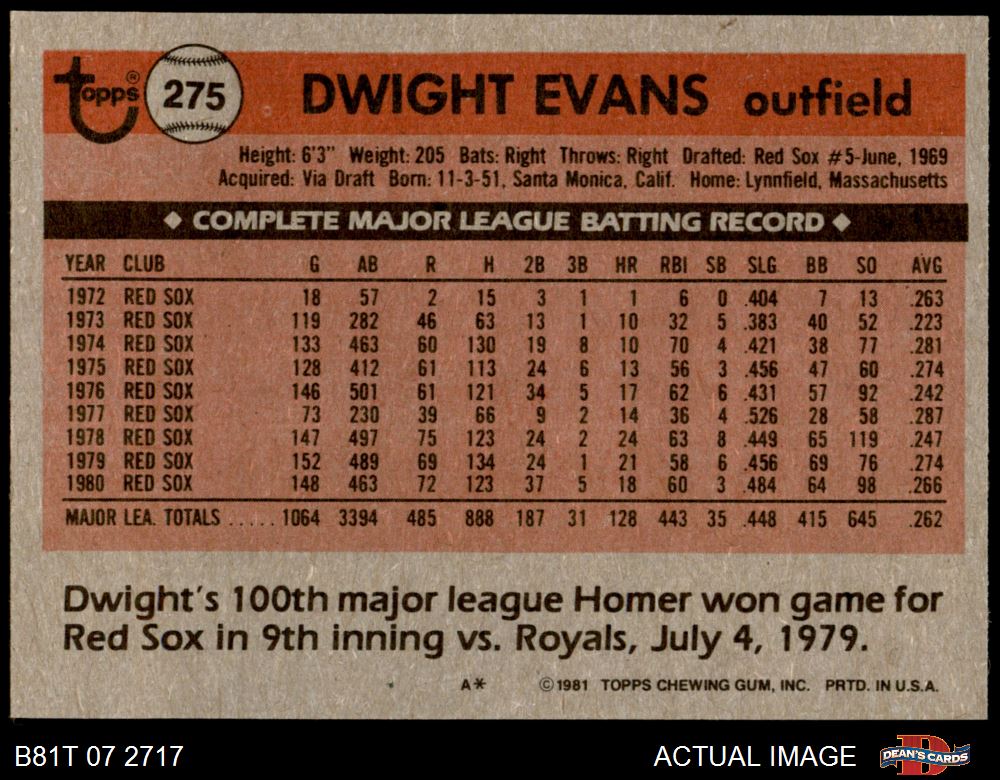 topps® 275 DWIGHT EVANS outfield
Height: 6'3" Weight: 205 Bats: Right Throws: Right Drafted: Red Sox #5-June, 1969
Acquired: Via Draft Born: 11-3-51, Santa Monica, Calif. Home: Lynnfield, Massachusetts
◆ COMPLETE MAJOR LEAGUE BATTING RECORD ◆
YEAR CLUB G AB R H 2B 3B HR RBI SB SLG BB SO AVG
1972 RED SOX 18 57 2 15 3 1 1 6 0 .404 7 13 .263
1973 RED SOX 119 282 46 63 13 1 10 32 5 .383 40 52 .223
1974 RED SOX 133 463 60 130 19 8 10 70 4 .421 38 77 .281
1975 RED SOX 128 412 61 113 24 6 13 56 3 .456 47 60 .274
1976 RED SOX 146 501 61 121 34 5 17 62 6 .431 57 92 .242
1977 RED SOX 73 230 39 66 9 2 14 36 4 .526 28 58 .287
1978 RED SOX 147 497 75 123 24 2 24 63 8 .449 65 119 .247
1979 RED SOX 152 489 69 134 24 1 21 58 6 .456 69 76 .274
1980 RED SOX 148 463 72 123 37 5 18 60 3 .484 64 98 .266
MAJOR LEA. TOTALS ..... 1064 3394 485 888 187 31 128 443 35 .448 415 645 .262
Dwight's 100th major league Homer won game for
Red Sox in 9th inning vs. Royals, July 4, 1979.
A* ©1981 TOPPS CHEWING GUM, INC. PRTD. IN U.S.A.
B81T 07 2717 ACTUAL IMAGE DEAN'S CARDS